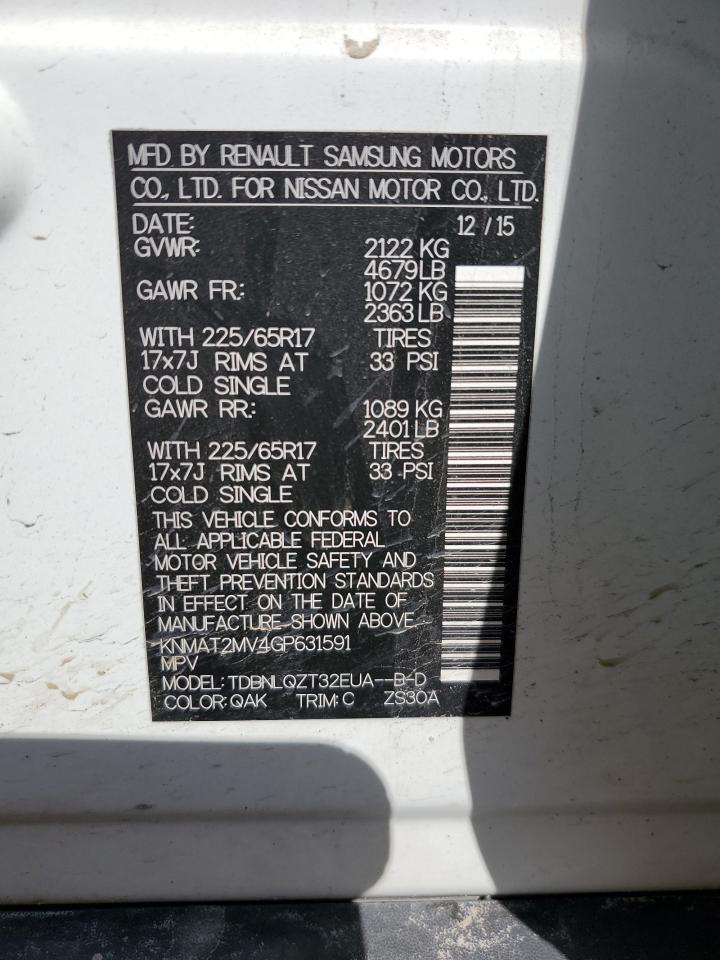 MFD BY RENAULT SAMSUNG MOTORS
CO., LTD. FOR NISSAN MOTOR CO., LTD.
DATE: 12 / 15
GVWR: 2122 KG
4679 LB
GAWR FR: 1072 KG
2363 LB
WITH 225/65R17 TIRES
17x7J RIMS AT 33 PSI
COLD SINGLE
GAWR RR: 1089 KG
2401 LB
WITH 225/65R17 TIRES
17x7J RIMS AT 33 PSI
COLD SINGLE
THIS VEHICLE CONFORMS TO
ALL APPLICABLE FEDERAL
MOTOR VEHICLE SAFETY AND
THEFT PREVENTION STANDARDS
IN EFFECT ON THE DATE OF
MANUFACTURE SHOWN ABOVE
KNMAT2MV4GP631591
MPV
MODEL: TDBNLQZT32EUA--B-D
COLOR: QAK TRIM: C ZS30A